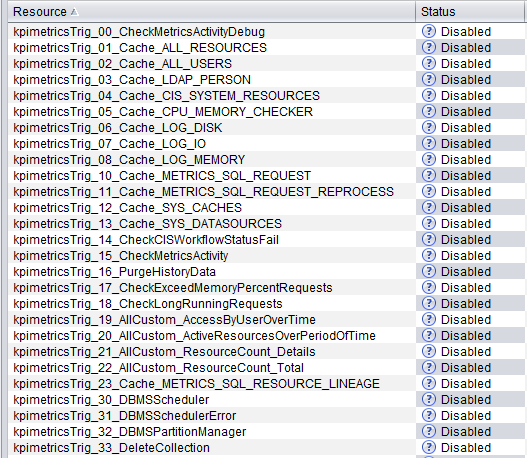 Resource Status
kpimetricsTrig_00_CheckMetricsActivityDebug Disabled
kpimetricsTrig_01_Cache_ALL_RESOURCES Disabled
kpimetricsTrig_02_Cache_ALL_USERS Disabled
kpimetricsTrig_03_Cache_LDAP_PERSON Disabled
kpimetricsTrig_04_Cache_CIS_SYSTEM_RESOURCES Disabled
kpimetricsTrig_05_Cache_CPU_MEMORY_CHECKER Disabled
kpimetricsTrig_06_Cache_LOG_DISK Disabled
kpimetricsTrig_07_Cache_LOG_IO Disabled
kpimetricsTrig_08_Cache_LOG_MEMORY Disabled
kpimetricsTrig_10_Cache_METRICS_SQL_REQUEST Disabled
kpimetricsTrig_11_Cache_METRICS_SQL_REQUEST_REPROCESS Disabled
kpimetricsTrig_12_Cache_SYS_CACHES Disabled
kpimetricsTrig_13_Cache_SYS_DATASOURCES Disabled
kpimetricsTrig_14_CheckCISWorkflowStatusFail Disabled
kpimetricsTrig_15_CheckMetricsActivity Disabled
kpimetricsTrig_16_PurgeHistoryData Disabled
kpimetricsTrig_17_CheckExceedMemoryPercentRequests Disabled
kpimetricsTrig_18_CheckLongRunningRequests Disabled
kpimetricsTrig_19_AllCustom_AccessByUserOverTime Disabled
kpimetricsTrig_20_AllCustom_ActiveResourcesOverPeriodOfTime Disabled
kpimetricsTrig_21_AllCustom_ResourceCount_Details Disabled
kpimetricsTrig_22_AllCustom_ResourceCount_Total Disabled
kpimetricsTrig_23_Cache_METRICS_SQL_RESOURCE_LINEAGE Disabled
kpimetricsTrig_30_DBMSScheduler Disabled
kpimetricsTrig_31_DBMSSchedulerError Disabled
kpimetricsTrig_32_DBMSPartitionManager Disabled
kpimetricsTrig_33_DeleteCollection Disabled